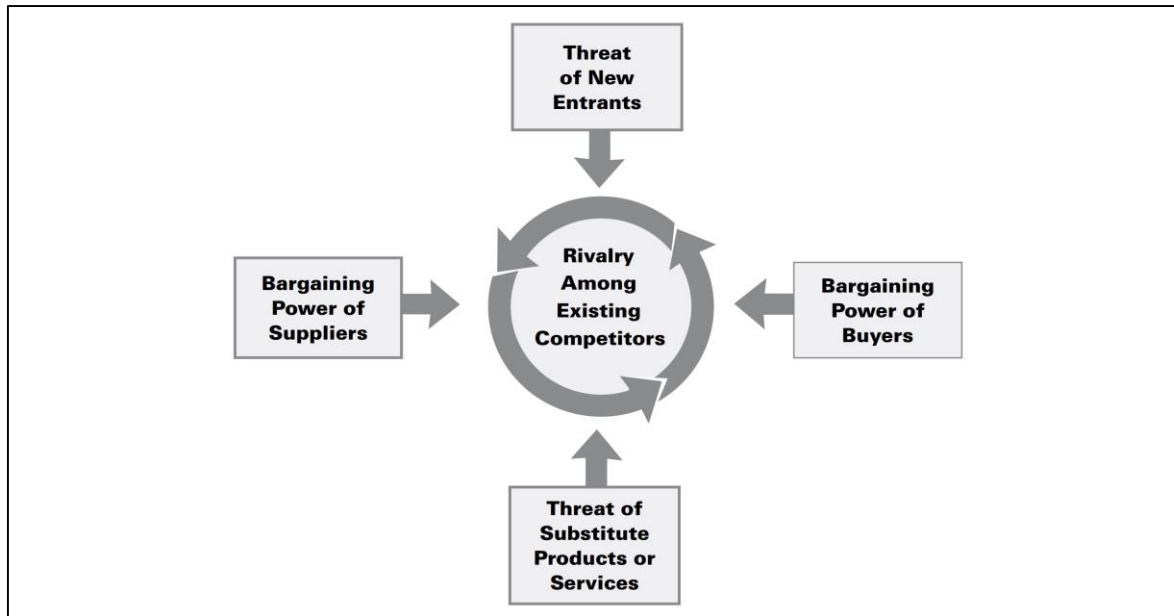 Threat
of New
Entrants
Rivalry
Among
Existing
Competitors
Bargaining
Power of
Suppliers
Bargaining
Power of
Buyers
Threat of
Substitute
Products or
Services